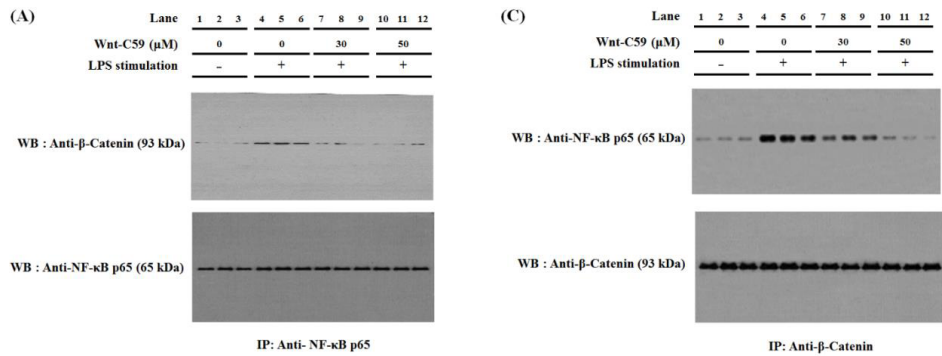 (A)
Lane 1 2 3 4 5 6 7 8 9 10 11 12
Wnt-C59 (µM) 0 0 30 50
LPS stimulation - + + +
WB : Anti-β-Catenin (93 kDa)
WB : Anti-NF-κB p65 (65 kDa)
IP: Anti- NF-κB p65
(C)
Lane 1 2 3 4 5 6 7 8 9 10 11 12
Wnt-C59 (µM) 0 0 30 50
LPS stimulation - + + +
WB : Anti-NF-κB p65 (65 kDa)
WB : Anti-β-Catenin (93 kDa)
IP: Anti-β-Catenin